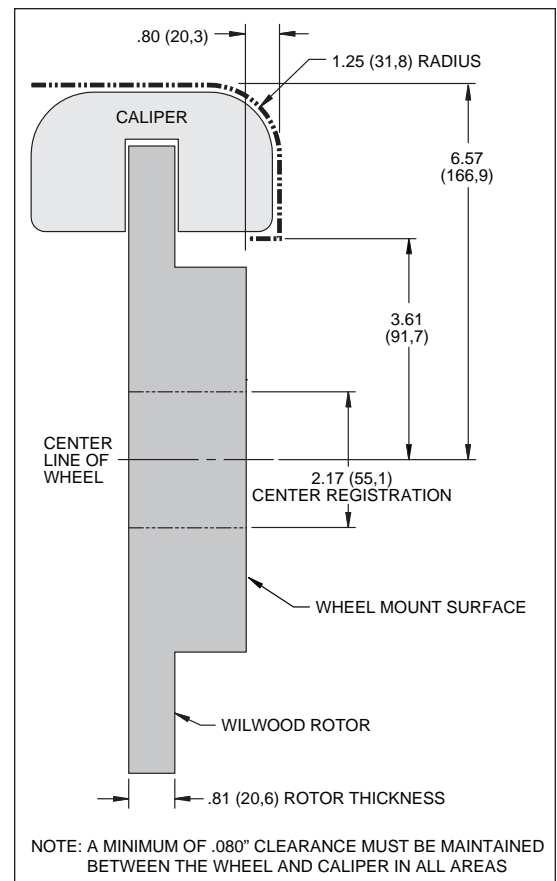 .80 (20,3)
1.25 (31,8) RADIUS
CALIPER
6.57
(166,9)
3.61
(91,7)
CENTER
LINE OF
WHEEL
2.17 (55,1)
CENTER REGISTRATION
WHEEL MOUNT SURFACE
WILWOOD ROTOR
.81 (20,6) ROTOR THICKNESS
NOTE: A MINIMUM OF .080" CLEARANCE MUST BE MAINTAINED
BETWEEN THE WHEEL AND CALIPER IN ALL AREAS